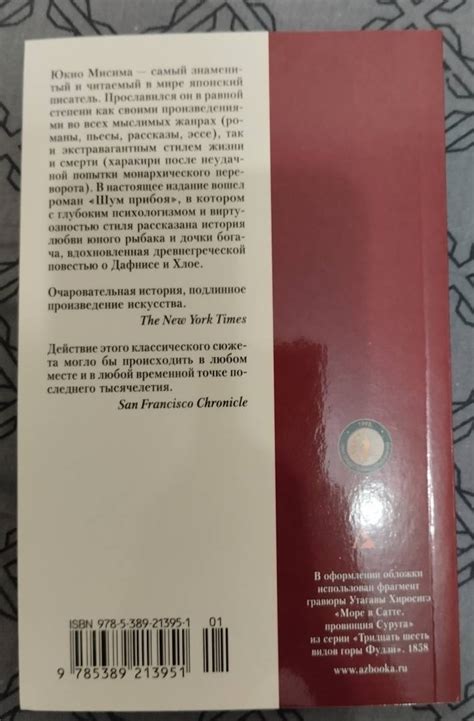 Юкио Мисима — самый знамени-
тый и читаемый в мире японский
писатель. Прославился он в равной
степени как своими произведения-
ми во всех мыслимых жанрах (ро-
маны, пьесы, рассказы, эссе), так
и экстравагантным стилем жизни
и смерти (харакири после неудач-
ной попытки монархического пере-
ворота). В настоящее издание вошел
роман «Шум прибоя», в котором
с глубоким психологизмом и вирту-
озностью стиля рассказана история
любви юного рыбака и дочки бога-
ча, вдохновленная древнегреческой
повестью о Дафнисе и Хлое.
Очаровательная история, подлинное
произведение искусства.
The New York Times
Действие этого классического сюже-
та могло бы происходить в любом
месте и в любой временной точке по-
следнего тысячелетия.
San Francisco Chronicle
ISBN 978-5-389-21395-1
01
9 785389 213951
В оформлении обложки
использован фрагмент
гравюры Утагавы Хиросигэ
«Море в Сатте,
провинция Суруга»
из серии «Тридцать шесть
видов горы Фудзи». 1858
www.azbooka.ru